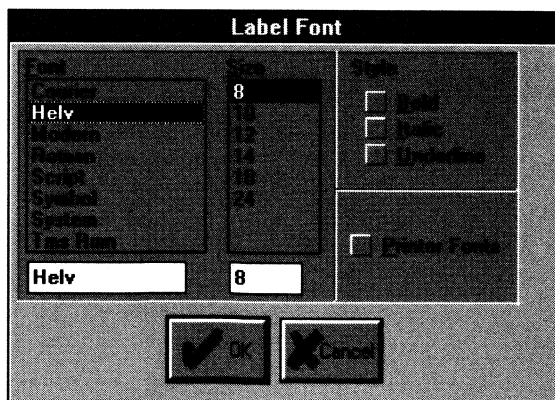 Label Font
Font
Courier
Helv
Modern
Roman
Script
Symbol
System
Tms Rmn
Helv
Size
8
10
12
14
18
24
8
Style
Bold
Italic
Underline
Printer Fonts
OK
Cancel